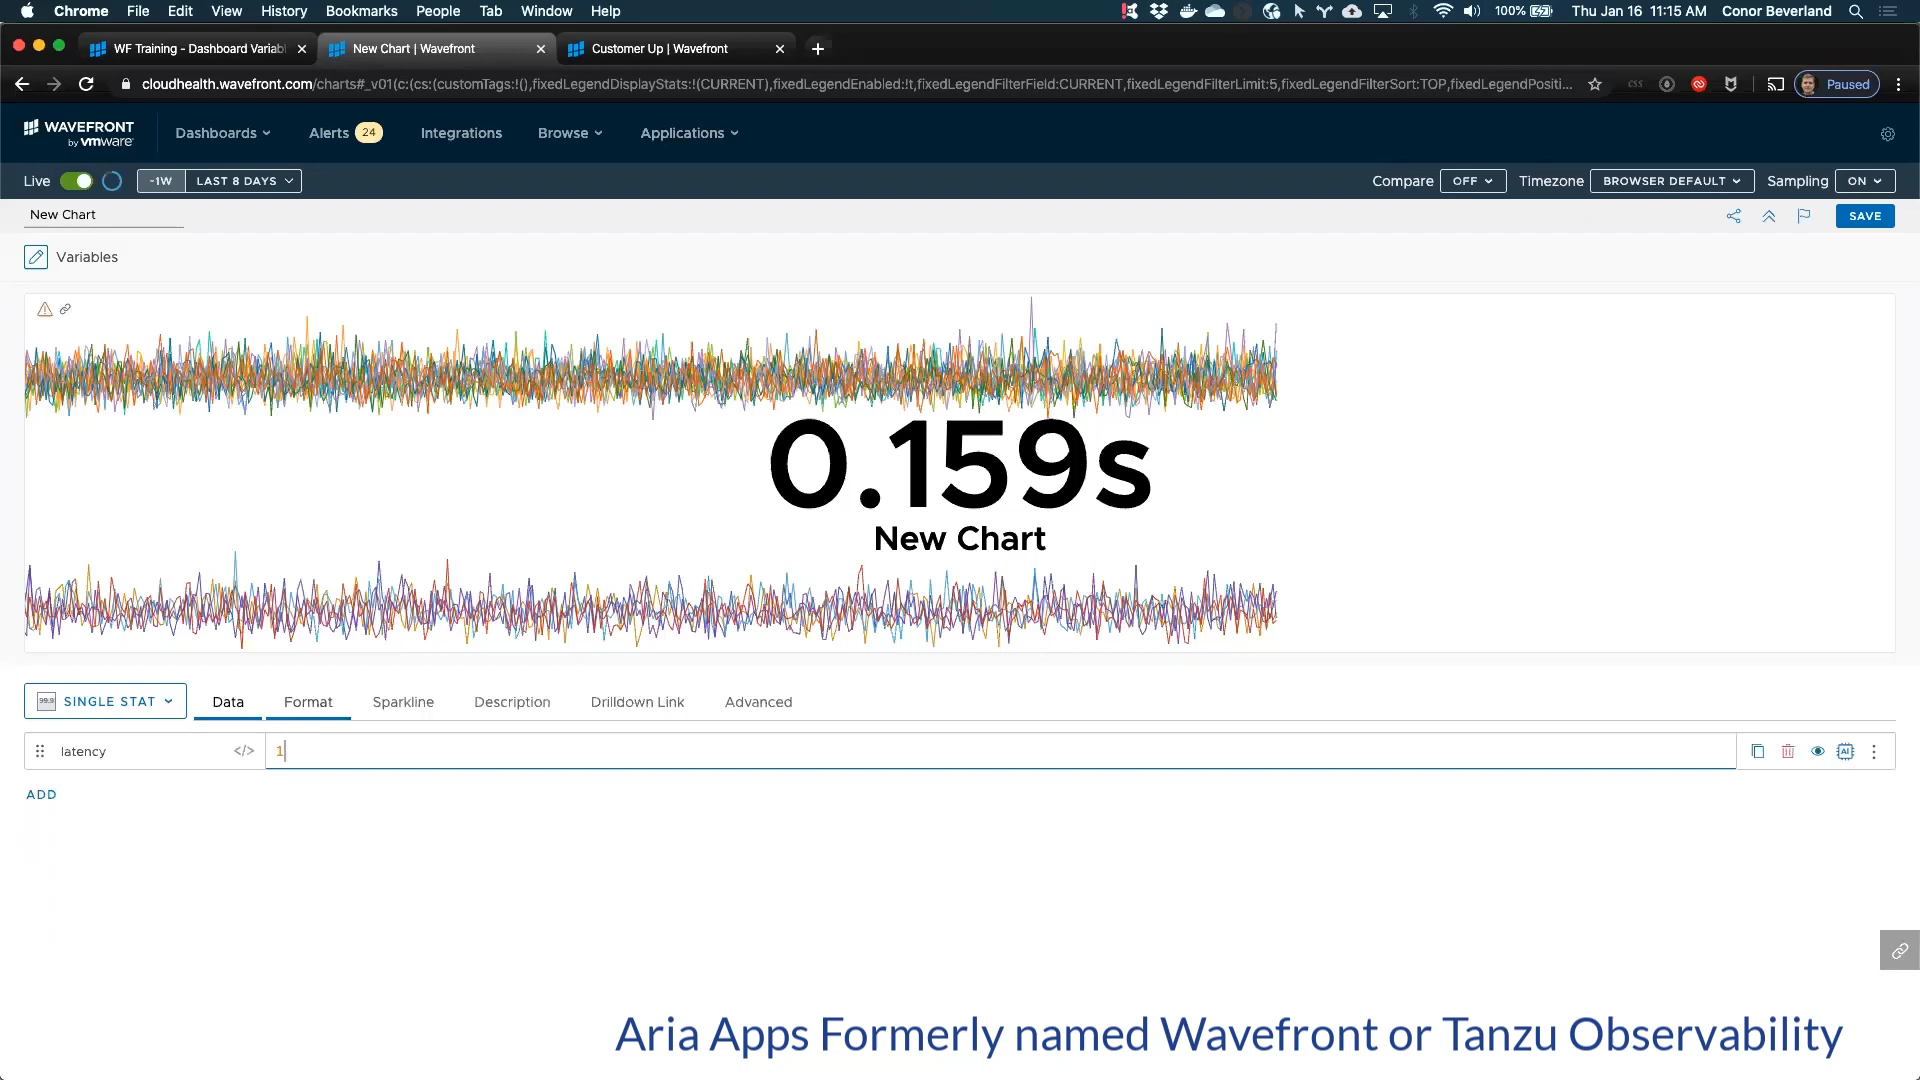 Chrome File Edit View History Bookmarks People Tab Window Help 100% Thu Jan 16 11:15 AM Conor Beverland
WF Training - Dashboard Variabl New Chart | Wavefront Customer Up | Wavefront
cloudhealth.wavefront.com/charts#_v01(c:(cs:(customTags:!(),fixedLegendDisplayStats:!(CURRENT),fixedLegendEnabled:!t,fixedLegendFilterField:CURRENT,fixedLegendFilterLimit:5,fixedLegendFilterSort:TOP,fixedLegendPositi... css Paused
WAVEFRONT
by vmware
Dashboards Alerts 24 Integrations Browse Applications
Live -1W LAST 8 DAYS Compare OFF Timezone BROWSER DEFAULT Sampling ON
New Chart SAVE
Variables
0.159s
New Chart
99.9 SINGLE STAT Data Format Sparkline Description Drilldown Link Advanced
latency </> 1 AI
ADD
Aria Apps Formerly named Wavefront or Tanzu Observability